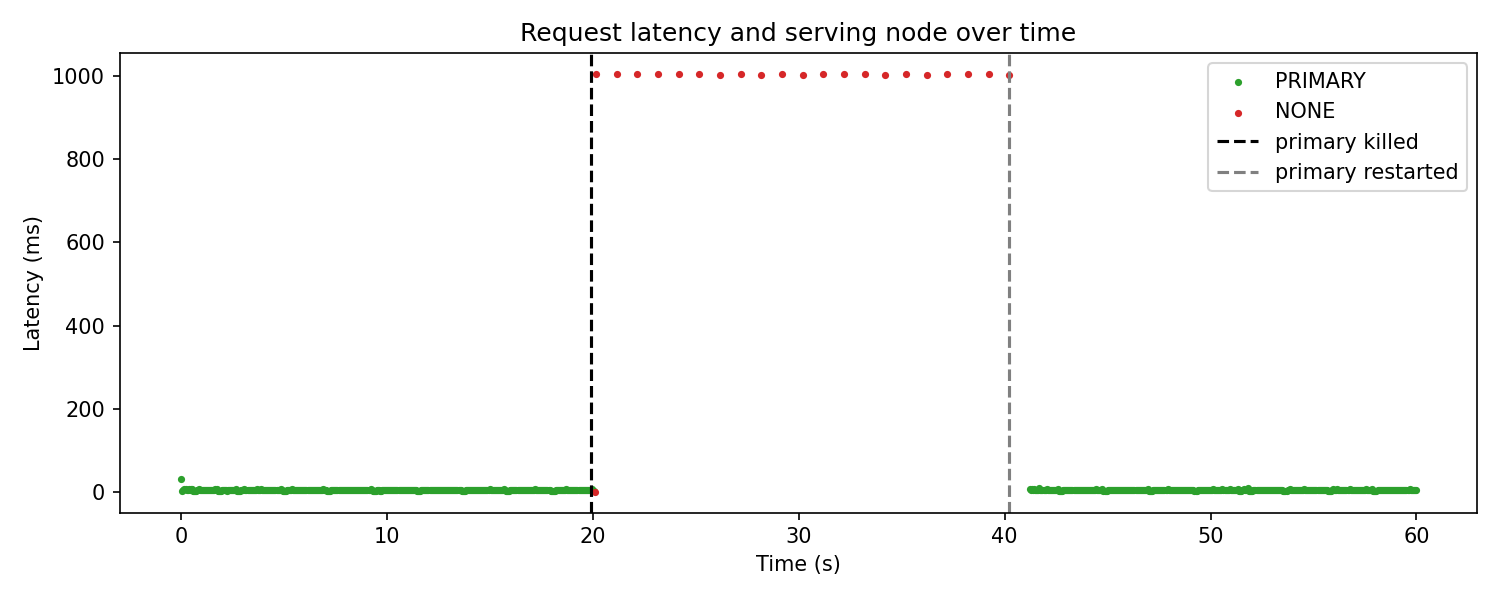 Request latency and serving node over time
Latency (ms)
1000
800
600
400
200
0
PRIMARY
NONE
primary killed
primary restarted
0 10 20 30 40 50 60
Time (s)